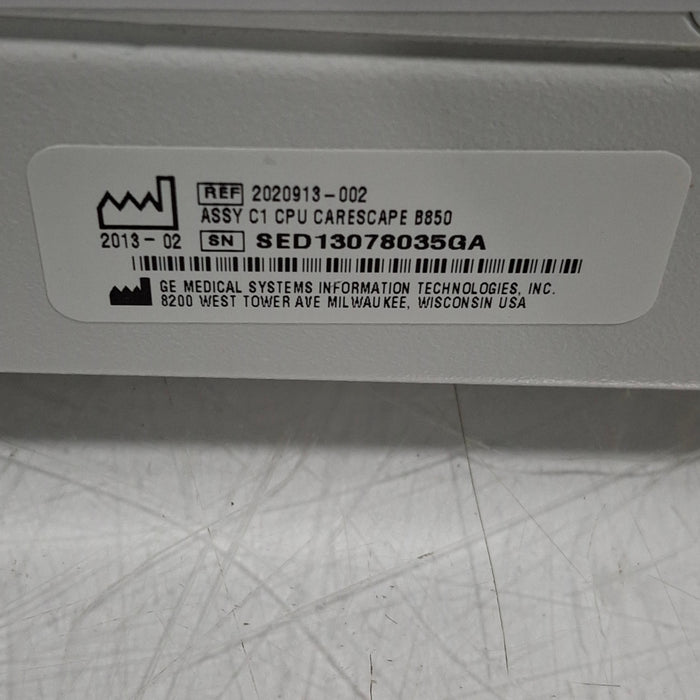 REF 2020913-002
ASSY C1 CPU CARESCAPE B850
2013-02 SN SED13078035GA
GE MEDICAL SYSTEMS INFORMATION TECHNOLOGIES, INC.
8200 WEST TOWER AVE MILWAUKEE, WISCONSIN USA